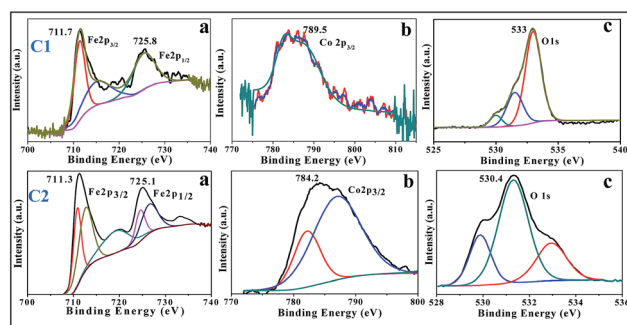 C1
711.7
Fe2p3/2
725.8
Fe2p1/2
a
Intensity (a.u.)
700 710 720 730 740
Binding Energy (eV)
789.5
Co 2p3/2
b
Intensity (a.u.)
770 780 790 800 810
Binding Energy (eV)
533
O1s
c
Intensity (a.u.)
525 530 535 540
Binding Energy (eV)
C2
711.3
Fe2p3/2
725.1
Fe2p1/2
a
Intensity (a.u.)
700 710 720 730 740
Binding Energy (eV)
784.2
Co2p3/2
b
Intensity (a.u.)
770 780 790 800
Binding Energy (eV)
530.4
O 1s
c
Intensity (a.u.)
528 530 532 534 536
Binding Energy (eV)